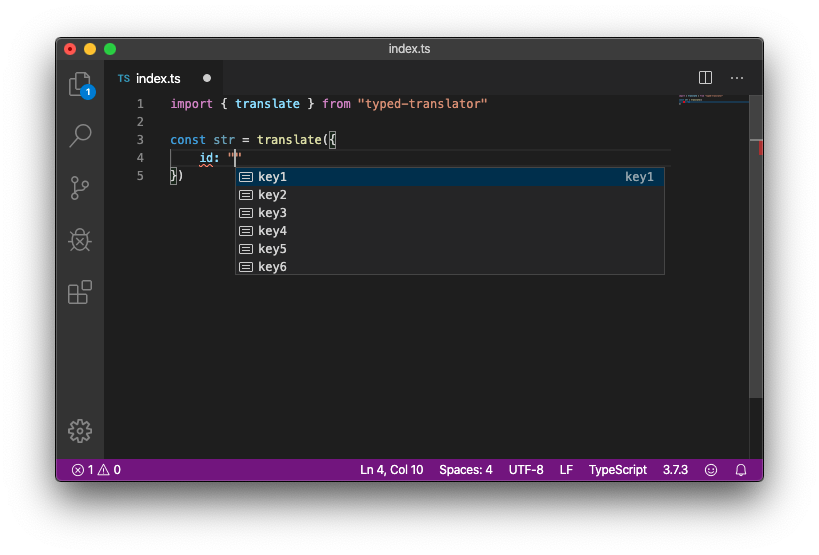 index.ts
TS index.ts
1
1 import { translate } from "typed-translator"
2
3 const str = translate({
4 id: ""
5 })
key1 key1
key2
key3
key4
key5
key6
1 0 Ln 4, Col 10 Spaces: 4 UTF-8 LF TypeScript 3.7.3